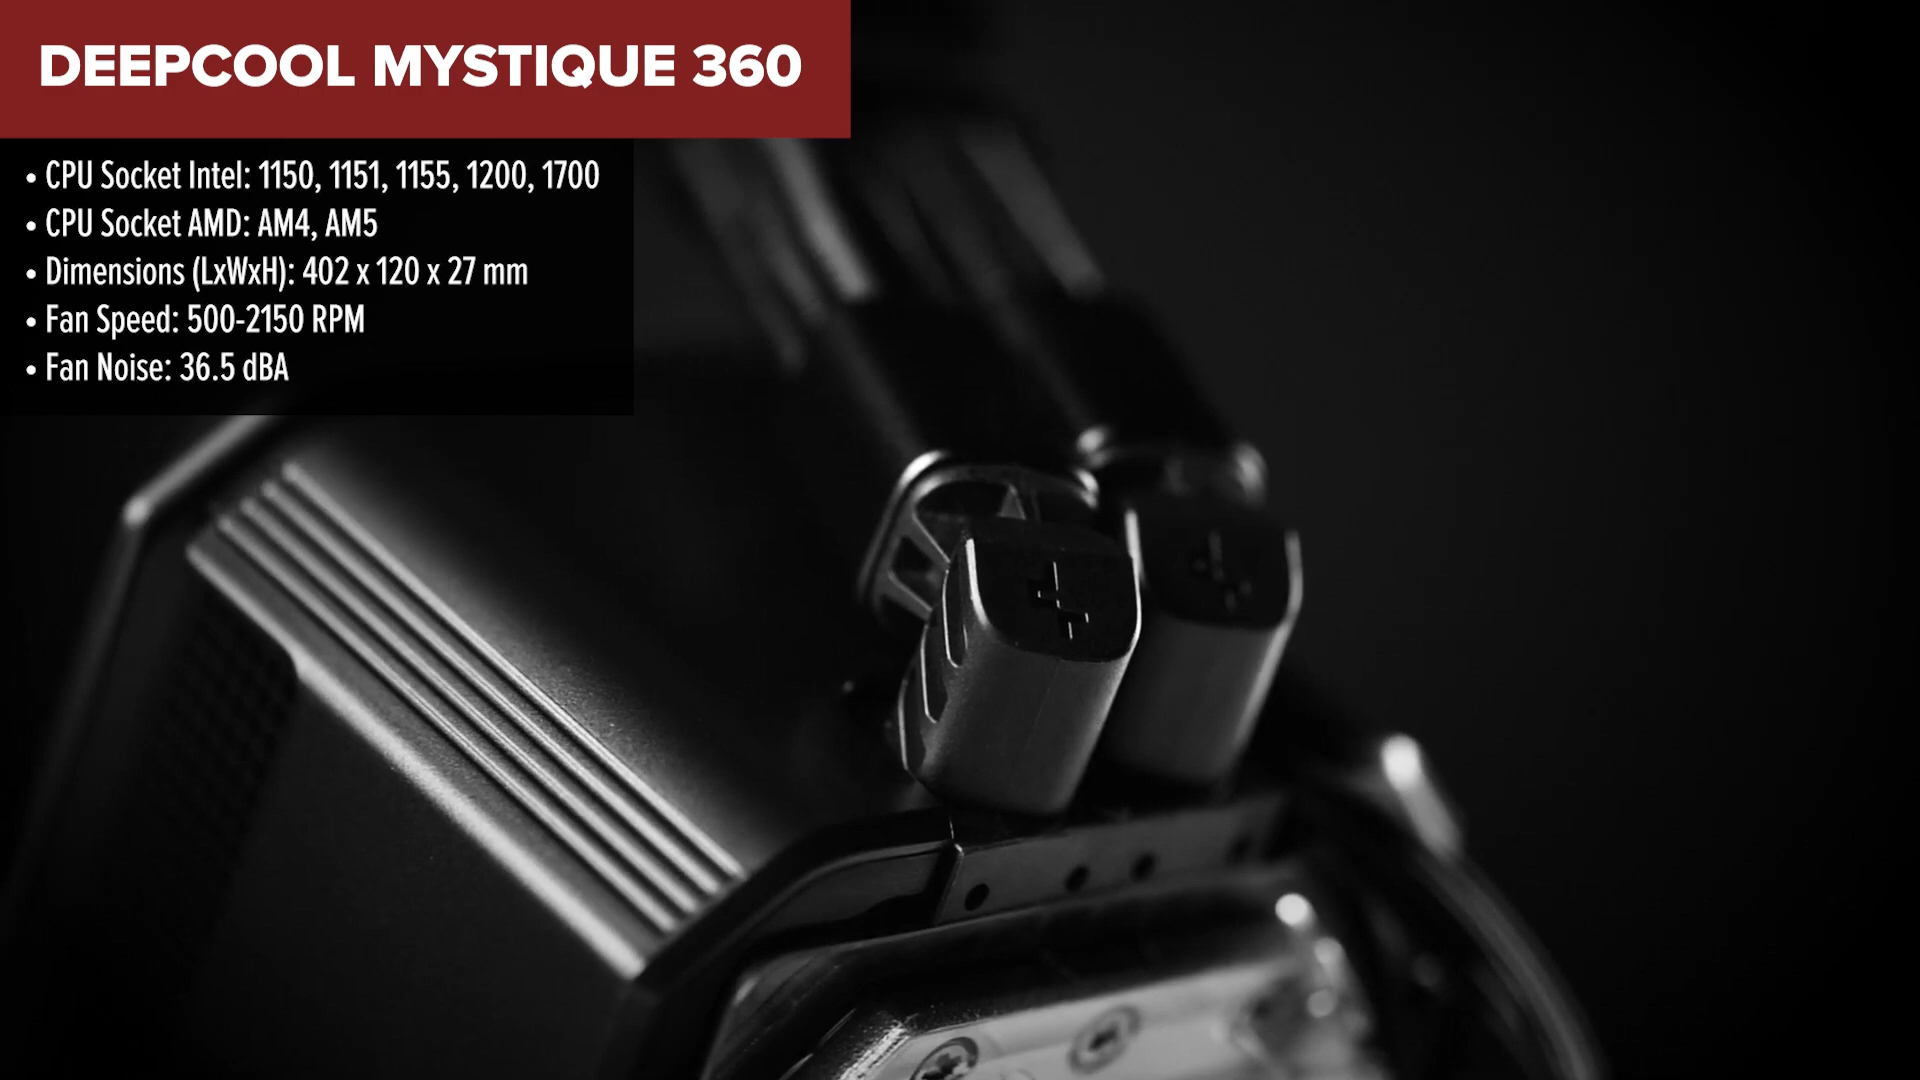 DEEPCOOL MYSTIQUE 360
• CPU Socket Intel: 1150, 1151, 1155, 1200, 1700
• CPU Socket AMD: AM4, AM5
• Dimensions (LxWxH): 402 x 120 x 27 mm
• Fan Speed: 500-2150 RPM
• Fan Noise: 36.5 dBA